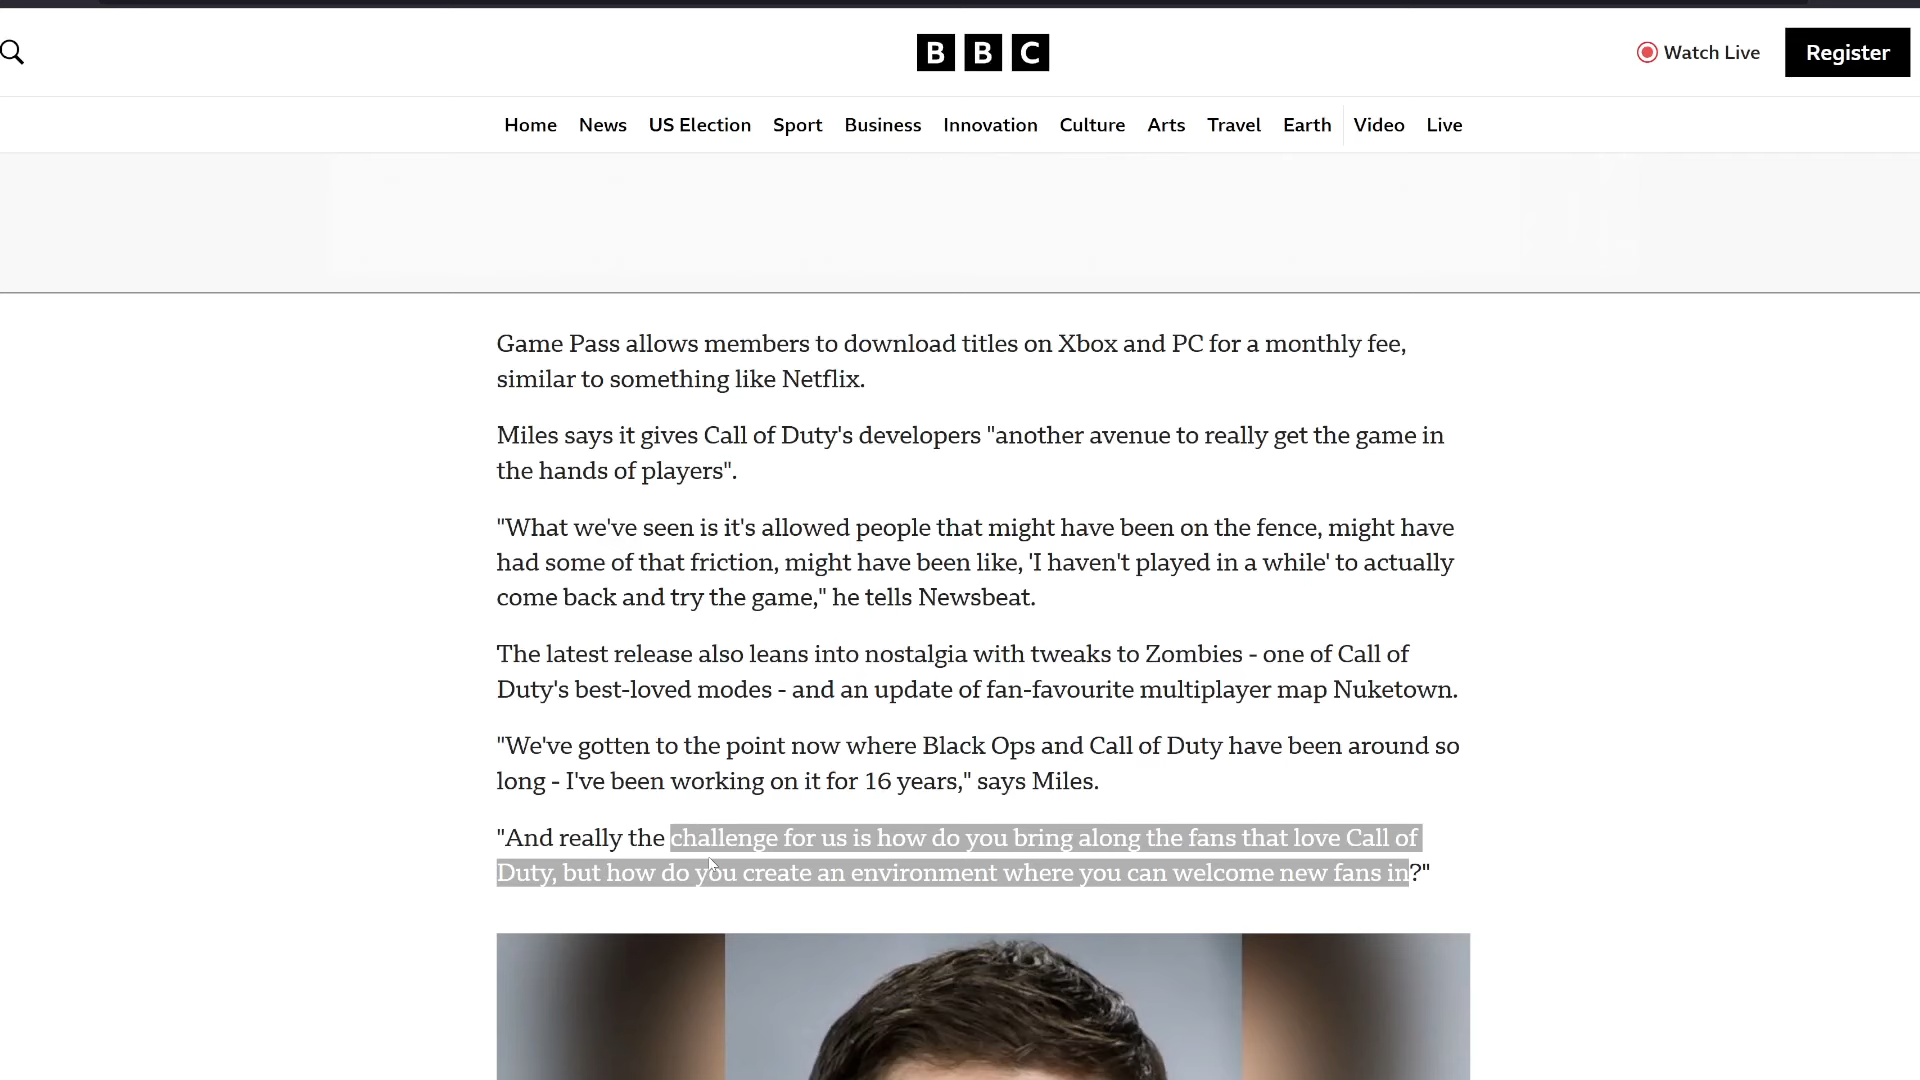 BBC
Watch Live
Register
Home News US Election Sport Business Innovation Culture Arts Travel Earth Video Live
Game Pass allows members to download titles on Xbox and PC for a monthly fee,
similar to something like Netflix.
Miles says it gives Call of Duty's developers "another avenue to really get the game in
the hands of players".
"What we've seen is it's allowed people that might have been on the fence, might have
had some of that friction, might have been like, 'I haven't played in a while' to actually
come back and try the game," he tells Newsbeat.
The latest release also leans into nostalgia with tweaks to Zombies - one of Call of
Duty's best-loved modes - and an update of fan-favourite multiplayer map Nuketown.
"We've gotten to the point now where Black Ops and Call of Duty have been around so
long - I've been working on it for 16 years," says Miles.
"And really the challenge for us is how do you bring along the fans that love Call of
Duty, but how do you create an environment where you can welcome new fans in?"